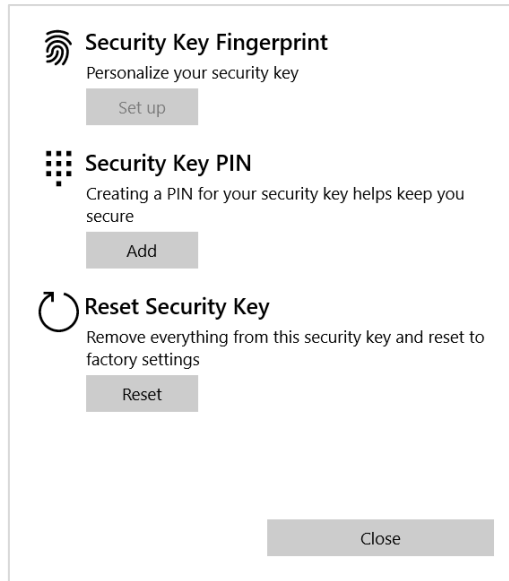 Security Key Fingerprint
Personalize your security key
Set up
Security Key PIN
Creating a PIN for your security key helps keep you
secure
Add
Reset Security Key
Remove everything from this security key and reset to
factory settings
Reset
Close